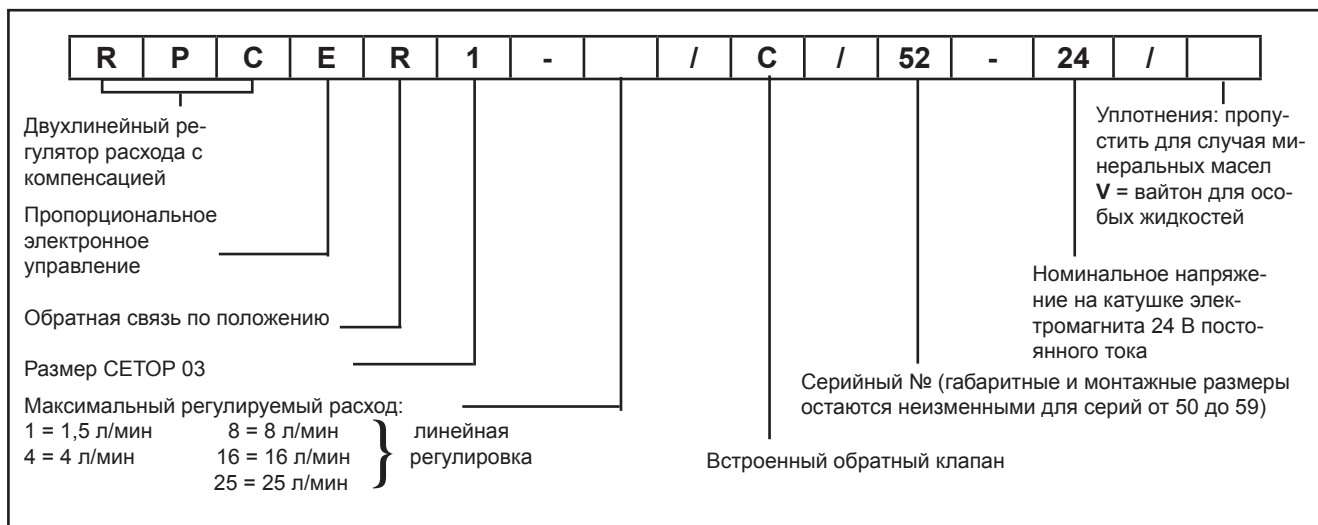 R P C E R 1 - / C / 52 - 24 /
Двухлинейный ре-
гулятор расхода с
компенсацией
Пропорциональное
электронное
управление
Обратная связь по положению
Размер CETOP 03
Максимальный регулируемый расход:
1 = 1,5 л/мин 8 = 8 л/мин } линейная
4 = 4 л/мин 16 = 16 л/мин регулировка
25 = 25 л/мин
Уплотнения: пропу-
стить для случая ми-
неральных масел
V = вайтон для осо-
бых жидкостей
Номинальное напряже-
ние на катушке элек-
тромагнита 24 В посто-
янного тока
Серийный № (габаритные и монтажные размеры
остаются неизменными для серий от 50 до 59)
Встроенный обратный клапан